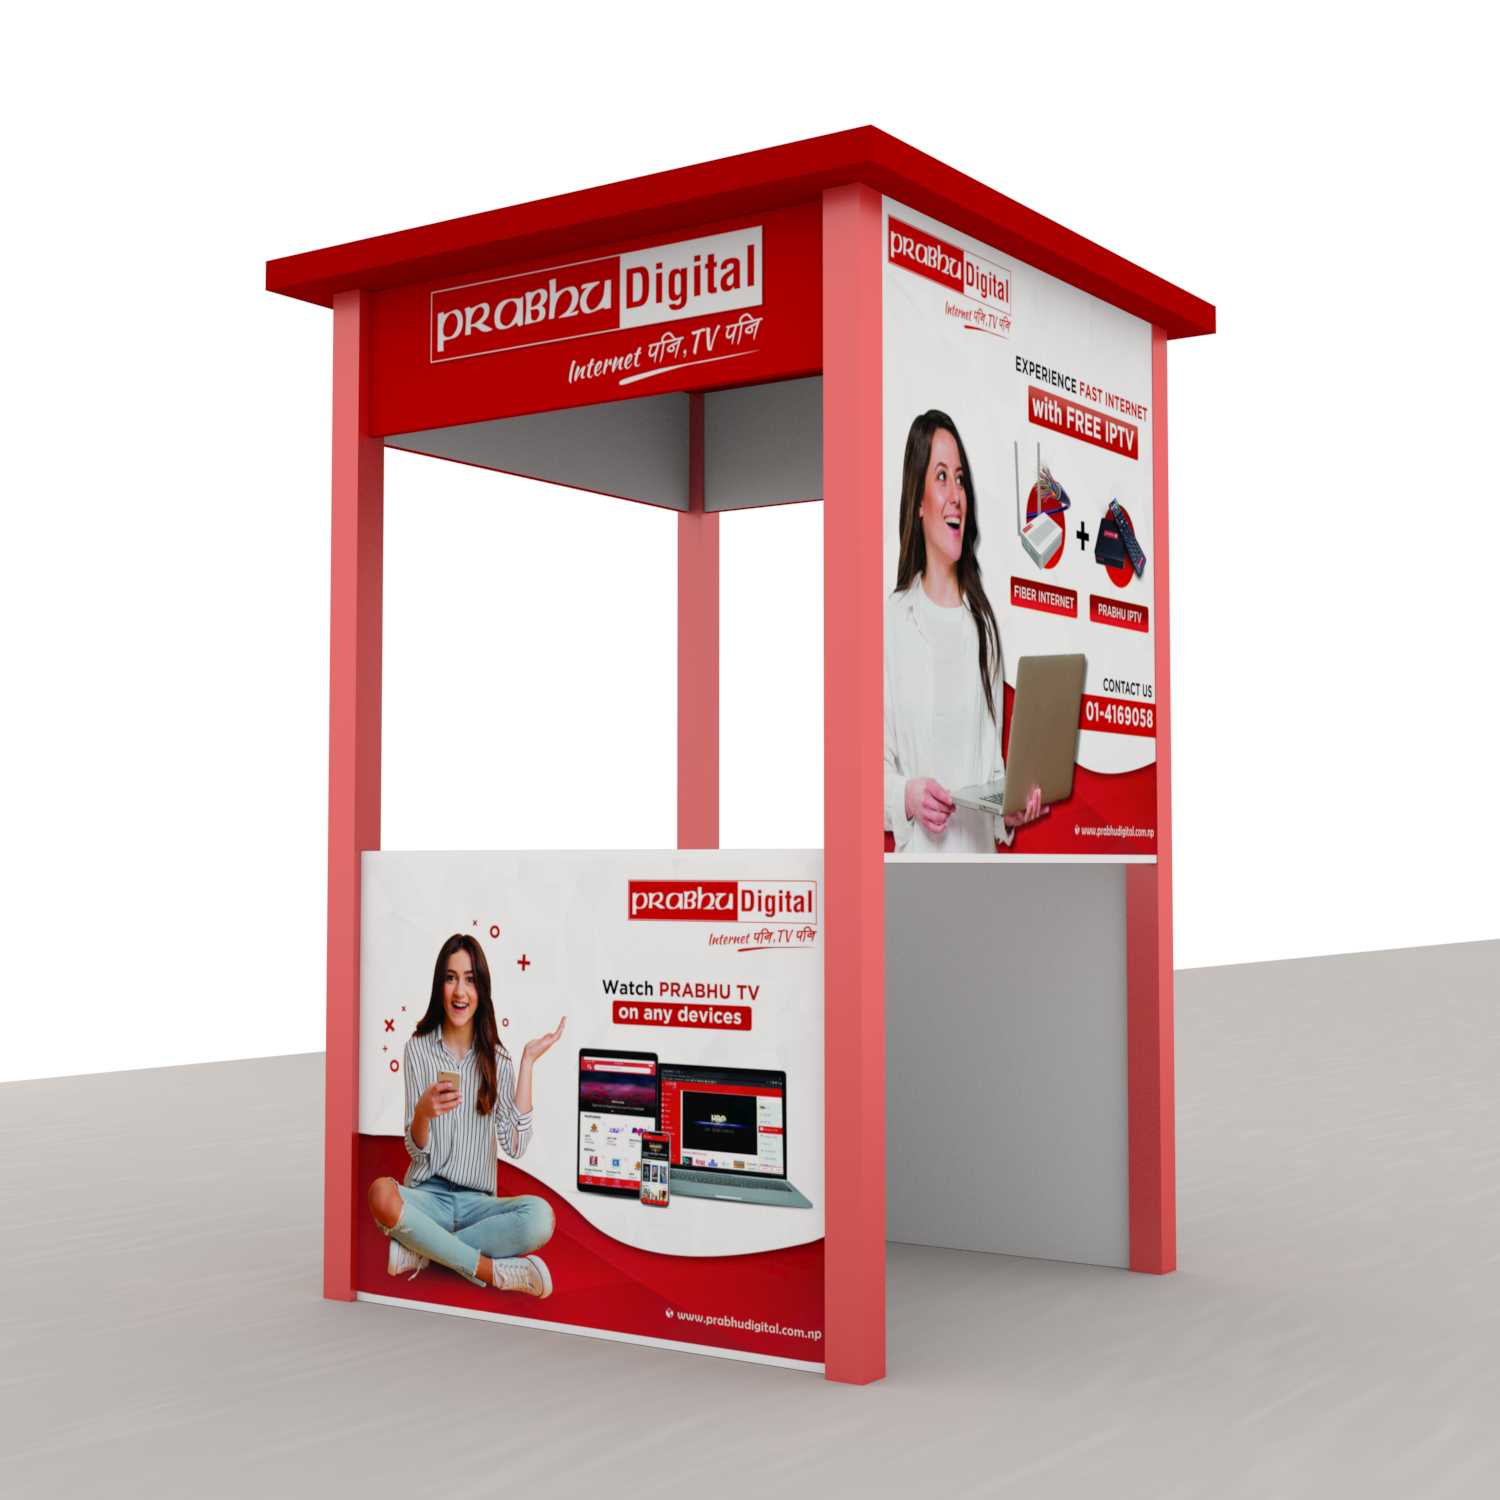 PRABHU Digital
Internet पनि, TV पनि
PRABHU Digital
Internet पनि, TV पनि
EXPERIENCE FAST INTERNET
with FREE IPTV
+
FIBER INTERNET
PRABHU IPTV
CONTACT US
01-4169058
www.prabhudigital.com.np
PRABHU Digital
Internet पनि, TV पनि
Watch PRABHU TV
on any devices
HBO
www.prabhudigital.com.np